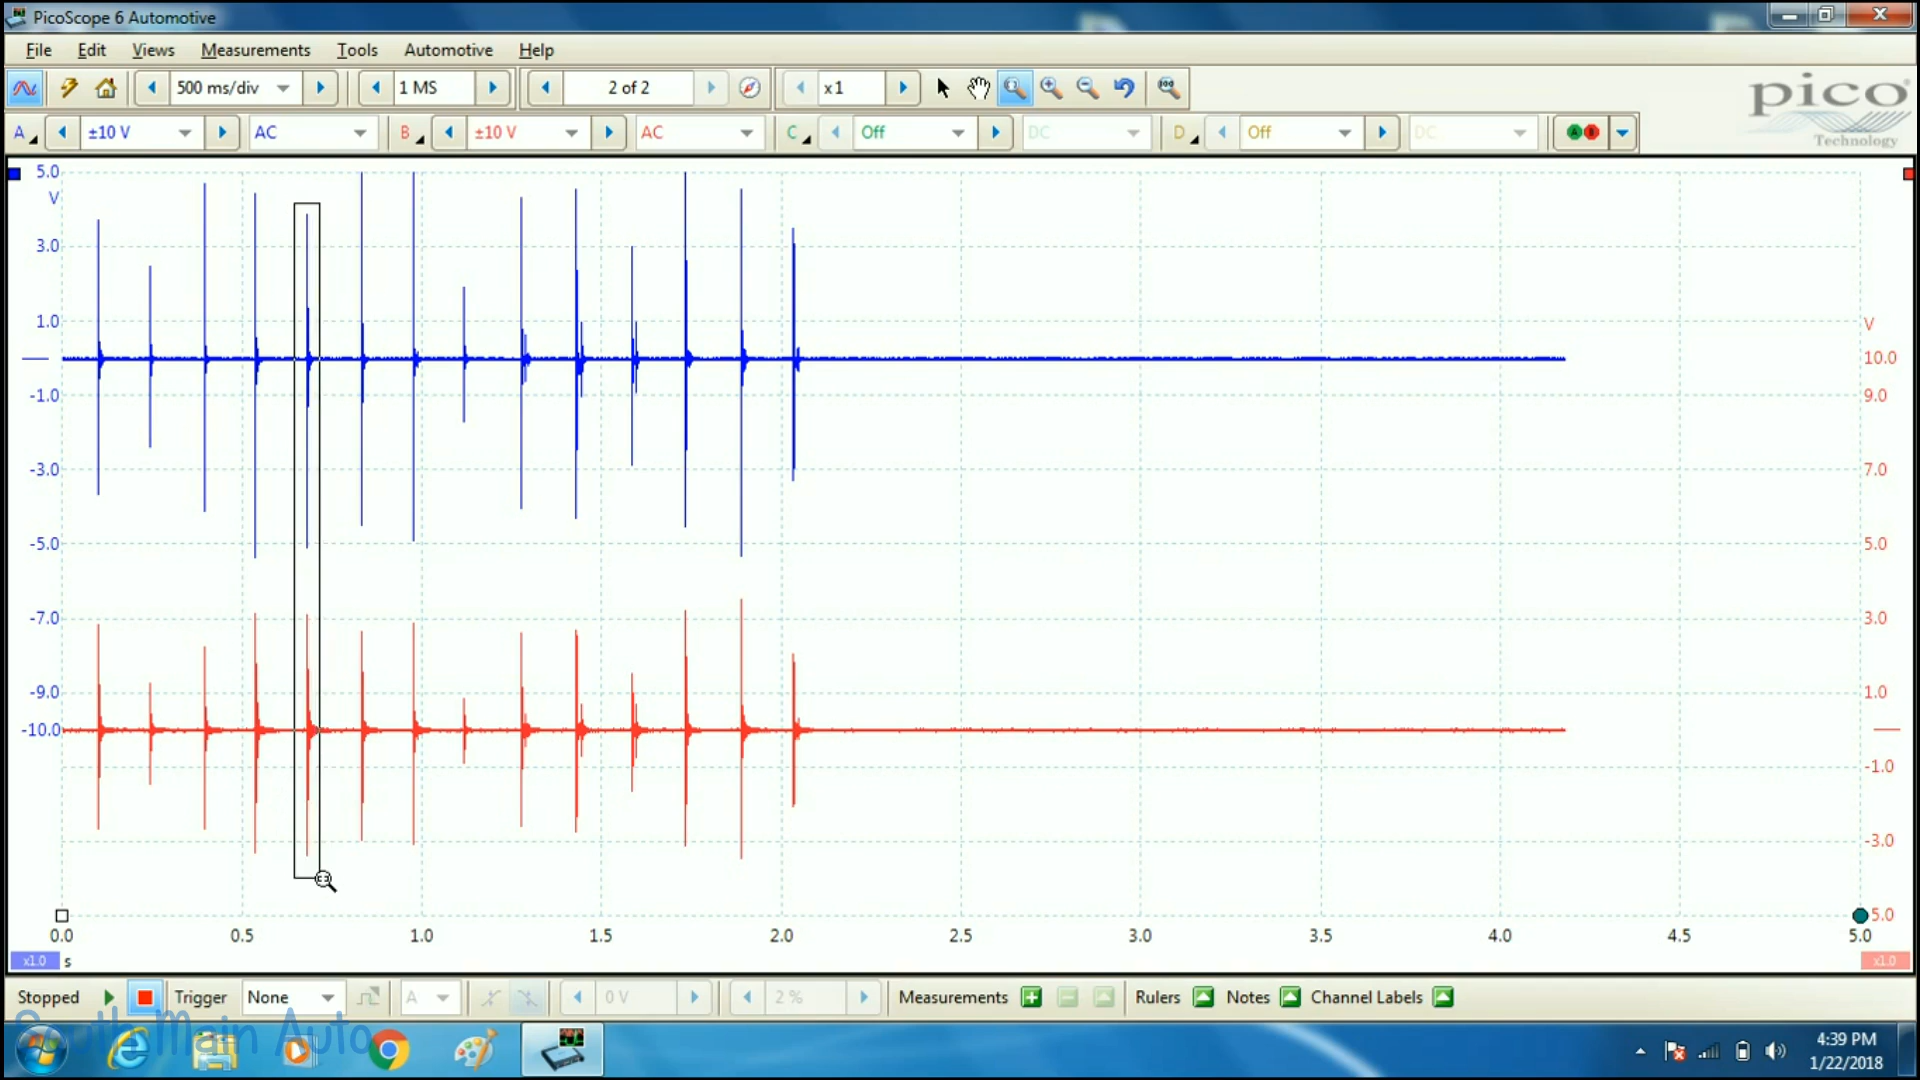 PicoScope 6 Automotive
File Edit Views Measurements Tools Automotive Help
500 ms/div 1 MS 2 of 2 x1
pico
Technology
A ±10 V AC B ±10 V AC C Off DC D Off DC A B
5.0
V
3.0
1.0
-1.0
-3.0
-5.0
-7.0
-9.0
-10.0
V
10.0
9.0
7.0
5.0
3.0
1.0
-1.0
-3.0
5.0
0.0 0.5 1.0 1.5 2.0 2.5 3.0 3.5 4.0 4.5 5.0
x1.0 s x1.0
Stopped Trigger None A 0 V 2 % Measurements Rulers Notes Channel Labels
South Main Auto
4:39 PM
1/22/2018